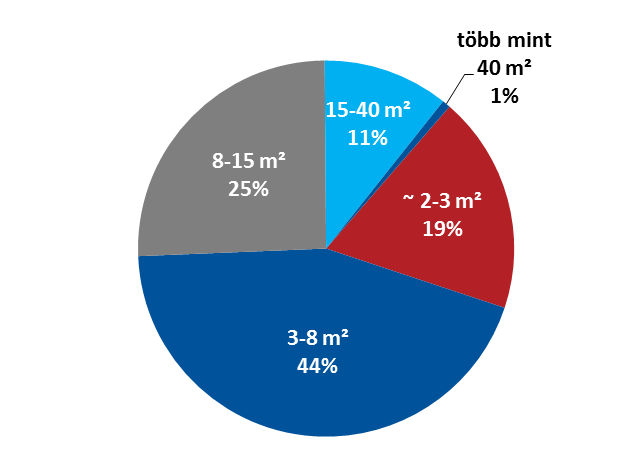 több mint
40 m²
1%
15-40 m²
11%
8-15 m²
25%
~ 2-3 m²
19%
3-8 m²
44%